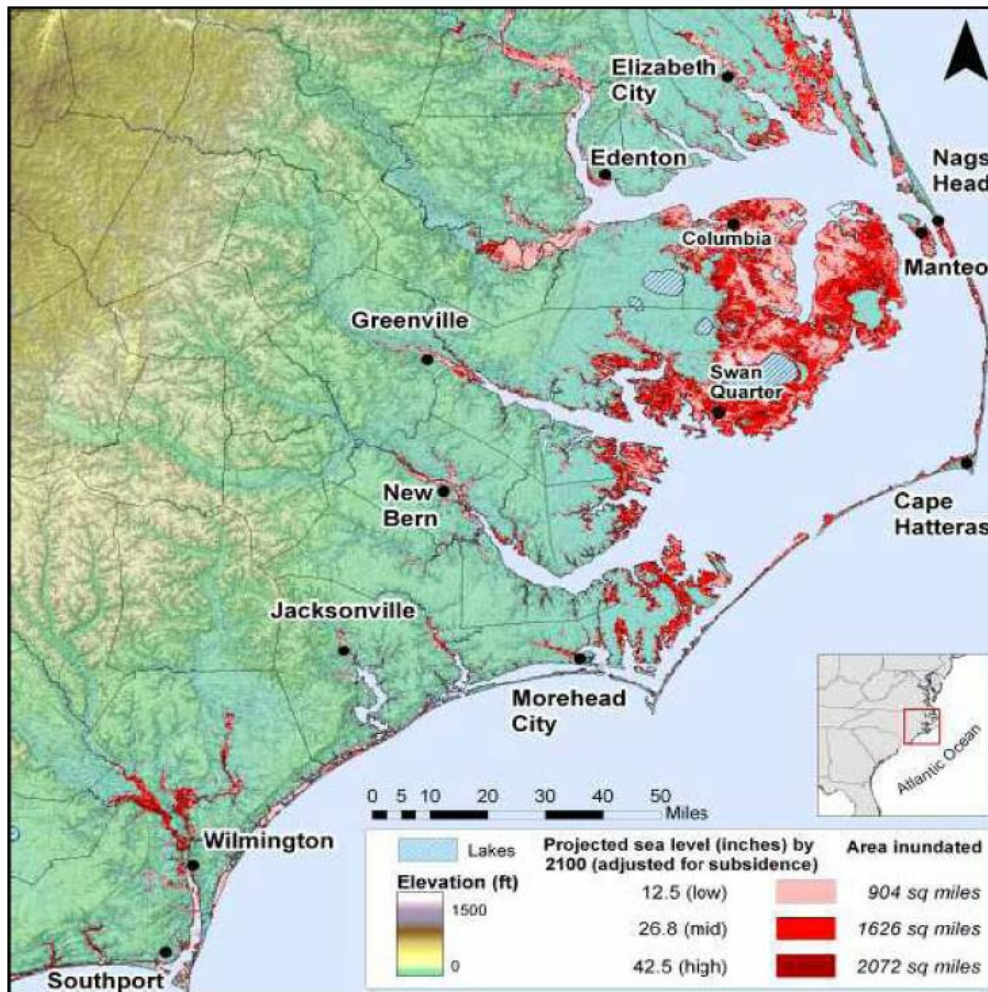 Elizabeth
City
Edenton
Nags
Head
Columbia
Manteo
Greenville
Swan
Quarter
New
Bern
Cape
Hatteras
Jacksonville
Morehead
City
Atlantic Ocean
0 5 10 20 30 40 50
Miles
Wilmington
Southport
Lakes
Elevation (ft)
1500
0
Projected sea level (inches) by
2100 (adjusted for subsidence)
Area inundated
12.5 (low) 904 sq miles
26.8 (mid) 1626 sq miles
42.5 (high) 2072 sq miles